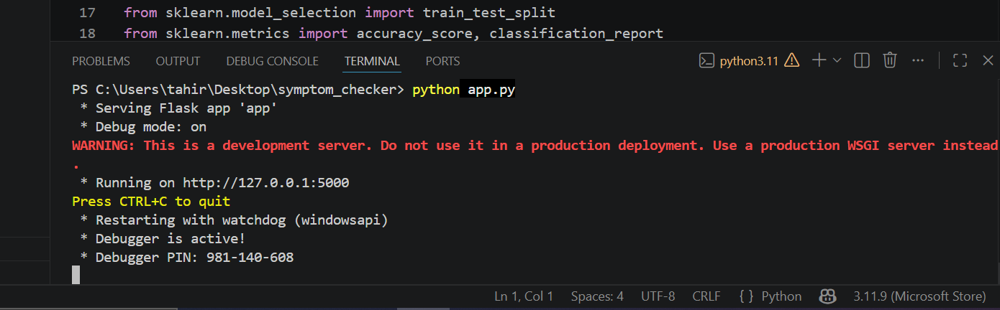 17 from sklearn.model_selection import train_test_split
18 from sklearn.metrics import accuracy_score, classification_report
PROBLEMS OUTPUT DEBUG CONSOLE TERMINAL PORTS python3.11
PS C:\Users\tahir\Desktop\symptom_checker> python app.py
* Serving Flask app 'app'
* Debug mode: on
WARNING: This is a development server. Do not use it in a production deployment. Use a production WSGI server instead
.
* Running on http://127.0.0.1:5000
Press CTRL+C to quit
* Restarting with watchdog (windowsapi)
* Debugger is active!
* Debugger PIN: 981-140-608
Ln 1, Col 1 Spaces: 4 UTF-8 CRLF { } Python 3.11.9 (Microsoft Store)